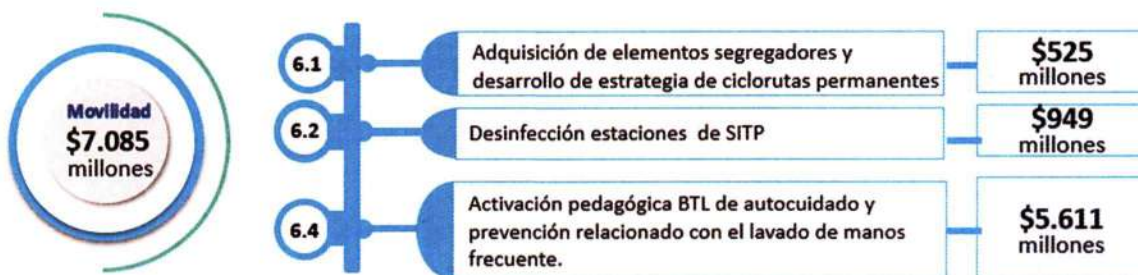 Movilidad
$7.085
millones
6.1
Adquisición de elementos segregadores y
desarrollo de estrategia de ciclorutas permanentes
$525
millones
6.2
Desinfección estaciones de SITP
$949
millones
6.4
Activación pedagógica BTL de autocuidado y
prevención relacionado con el lavado de manos
frecuente.
$5.611
millones